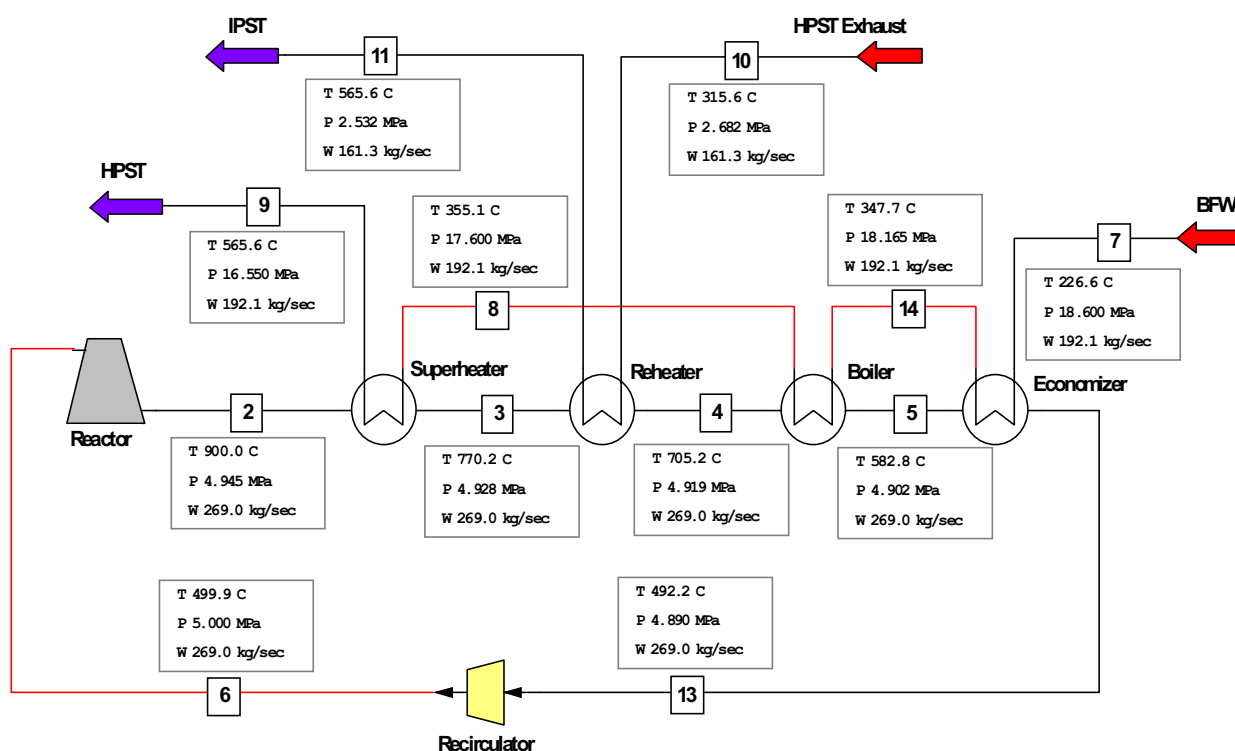 IPST
HPST Exhaust
11
10
T 565.6 C
P 2.532 MPa
W 161.3 kg/sec
T 315.6 C
P 2.682 MPa
W 161.3 kg/sec
HPST
9
T 565.6 C
P 16.550 MPa
W 192.1 kg/sec
T 355.1 C
P 17.600 MPa
W 192.1 kg/sec
8
T 347.7 C
P 18.165 MPa
W 192.1 kg/sec
14
BFW
7
T 226.6 C
P 18.600 MPa
W 192.1 kg/sec
Superheater
Reheater
Boiler
Economizer
Reactor
2
3
4
5
T 900.0 C
P 4.945 MPa
W 269.0 kg/sec
T 770.2 C
P 4.928 MPa
W 269.0 kg/sec
T 705.2 C
P 4.919 MPa
W 269.0 kg/sec
T 582.8 C
P 4.902 MPa
W 269.0 kg/sec
T 499.9 C
P 5.000 MPa
W 269.0 kg/sec
6
T 492.2 C
P 4.890 MPa
W 269.0 kg/sec
13
Recirculator